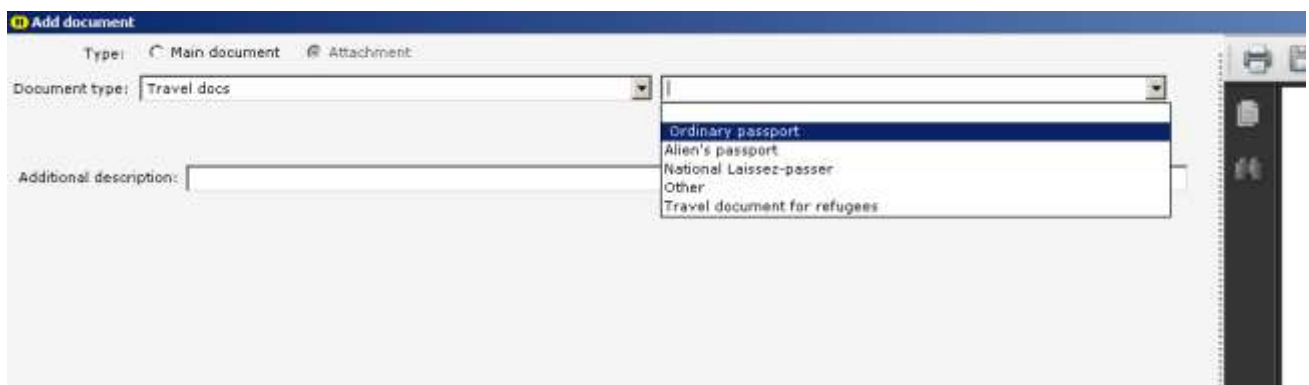 Add document
Type: Main document Attachment
Document type: Travel docs
Ordinary passport
Alien's passport
National Laissez-passer
Additional description:
Other
Travel document for refugees